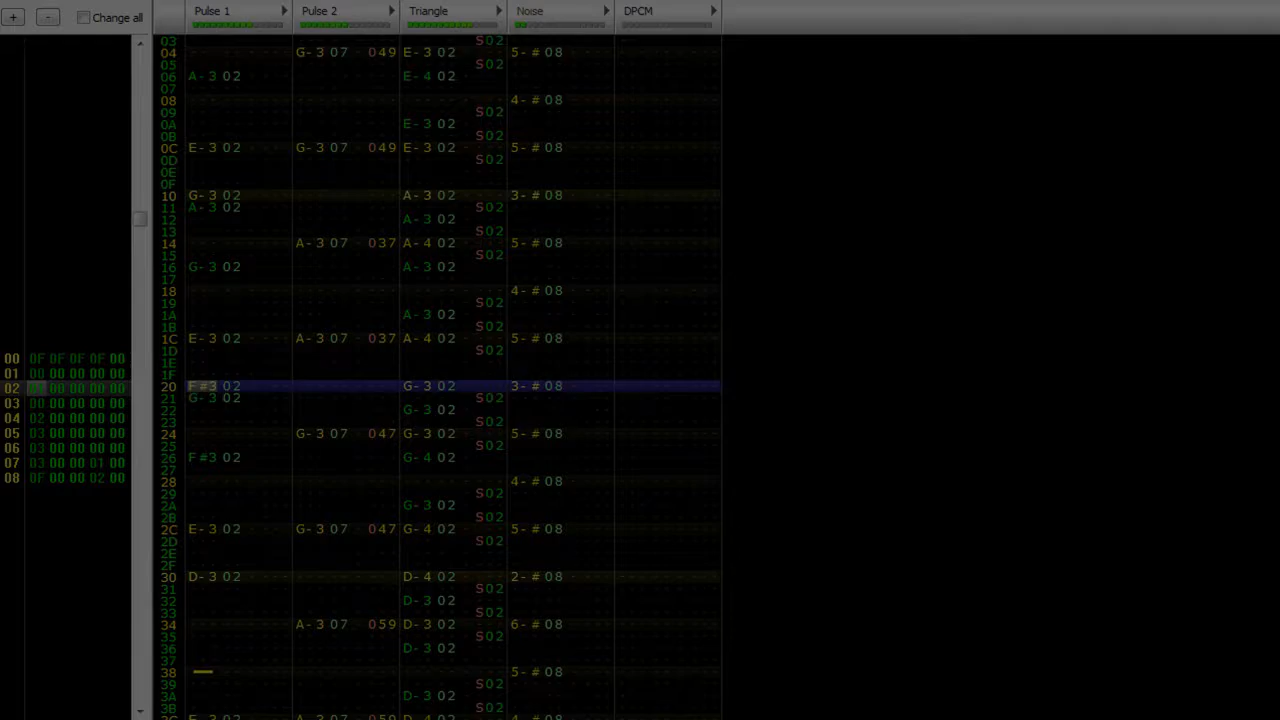 + - Change all Pulse 1 Pulse 2 Triangle Noise DPCM
03 S02
04 G-3 07 049 E-3 02 5-# 08
05 S02
06 A-3 02 E-4 02
07
08 4-# 08
09 S02
0A E-3 02
0B S02
0C E-3 02 G-3 07 049 E-3 02 5-# 08
0D S02
0E
0F
10 G-3 02 A-3 02 3-# 08
11 A-3 02 S02
12 A-3 02
13 S02
14 A-3 07 037 A-4 02 5-# 08
15 S02
16 G-3 02 A-3 02
17
18 4-# 08
19 S02
1A A-3 02
1B S02
1C E-3 02 A-3 07 037 A-4 02 5-# 08
1D S02
1E
1F
20 F#3 02 G-3 02 3-# 08
21 G-3 02 S02
22 G-3 02
23 S02
24 G-3 07 047 G-3 02 5-# 08
25 S02
26 F#3 02 G-4 02
27
28 4-# 08
29 S02
2A G-3 02
2B S02
2C E-3 02 G-3 07 047 G-4 02 5-# 08
2D S02
2E
2F
30 D-3 02 D-4 02 2-# 08
31 S02
32 D-3 02
33 S02
34 A-3 07 059 D-3 02 6-# 08
35 S02
36 D-3 02
37
38 5-# 08
39 S02
3A D-3 02
3B S02
00 0F 0F 0F 0F 00
01 00 00 00 00 00
02 00 00 00 00
03 00 00 00 00 00
04 02 00 00 00 00
05 03 00 00 00 00
06 03 00 00 00 00
07 03 00 00 01 00
08 0F 00 00 02 00